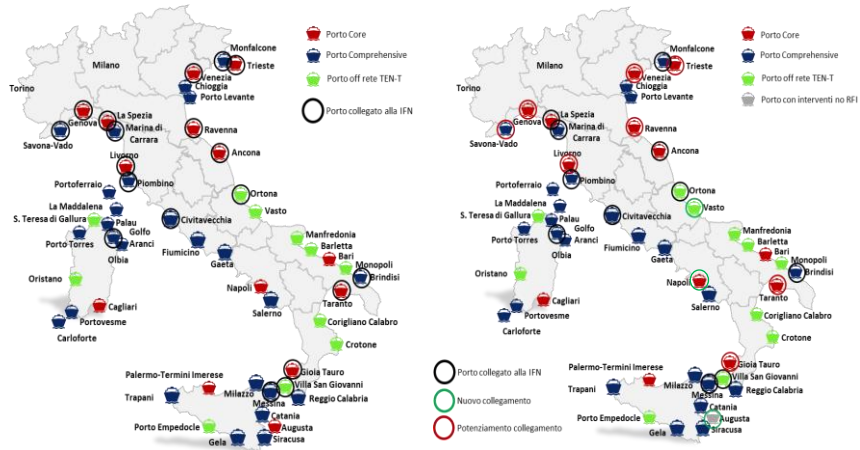 Porto Core
Porto Comprehensive
Porto off rete TEN-T
Porto collegato alla IFN
Monfalcone
Trieste
Milano
Venezia
Chioggia
Porto Levante
Torino
Genova
La Spezia
Marina di
Carrara
Savona-Vado
Ravenna
Livorno
Ancona
Piombino
Portoferraio
Ortona
La Maddalena
Vasto
S. Teresa di Gallura
Palau
Golfo
Aranci
Civitavecchia
Porto Torres
Olbia
Fiumicino
Gaeta
Manfredonia
Barletta
Bari
Monopoli
Brindisi
Oristano
Napoli
Taranto
Cagliari
Salerno
Portovesme
Carloforte
Corigliano Calabro
Crotone
Gioia Tauro
Palermo-Termini Imerese
Villa San Giovanni
Milazzo
Reggio Calabria
Trapani
Messina
Catania
Porto Empedocle
Augusta
Gela
Siracusa
Porto Core
Porto Comprehensive
Porto off rete TEN-T
Porto con interventi no RFI
Monfalcone
Trieste
Milano
Venezia
Chioggia
Porto Levante
Torino
Genova
La Spezia
Marina di
Carrara
Savona-Vado
Ravenna
Livorno
Ancona
Piombino
Portoferraio
Ortona
La Maddalena
Vasto
S. Teresa di Gallura
Palau
Golfo
Aranci
Civitavecchia
Porto Torres
Olbia
Fiumicino
Gaeta
Manfredonia
Barletta
Bari
Monopoli
Brindisi
Oristano
Napoli
Taranto
Cagliari
Salerno
Portovesme
Carloforte
Corigliano Calabro
Crotone
Gioia Tauro
Palermo-Termini Imerese
Villa San Giovanni
Milazzo
Reggio Calabria
Trapani
Messina
Catania
Porto Empedocle
Augusta
Gela
Siracusa
Porto collegato alla IFN
Nuovo collegamento
Potenziamento collegamento